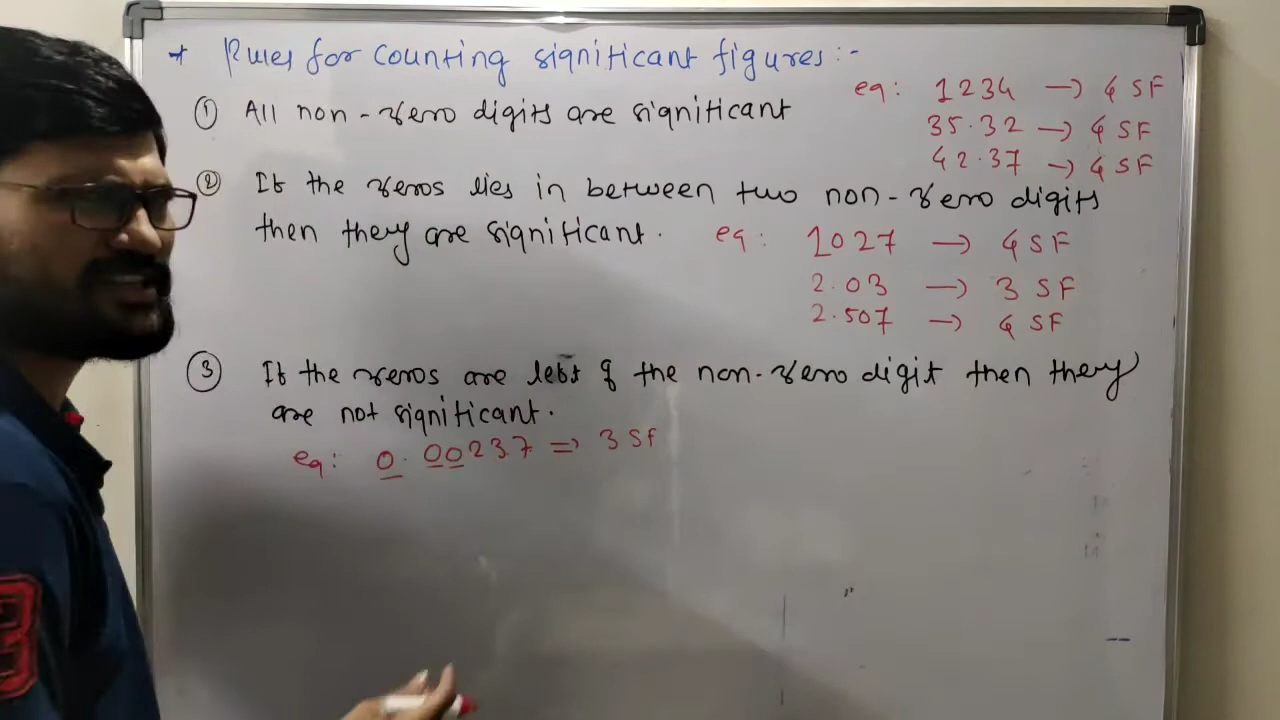 → Rules for counting significant figures :-
① All non-zero digits are significant
eg: 1234 → 4 SF
35.32 → 4 SF
42.37 → 4 SF
② If the zeros lies in between two non-zero digits
then they are significant.
eg: 1027 → 4 SF
2.03 → 3 SF
2.507 → 4 SF
③ If the zeros are left of the non-zero digit then they
are not significant.
eg: 0.00237 => 3 SF